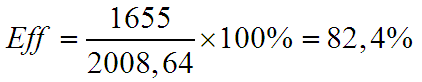 Eff = 1655 / 2008,64 × 100% = 82,4%